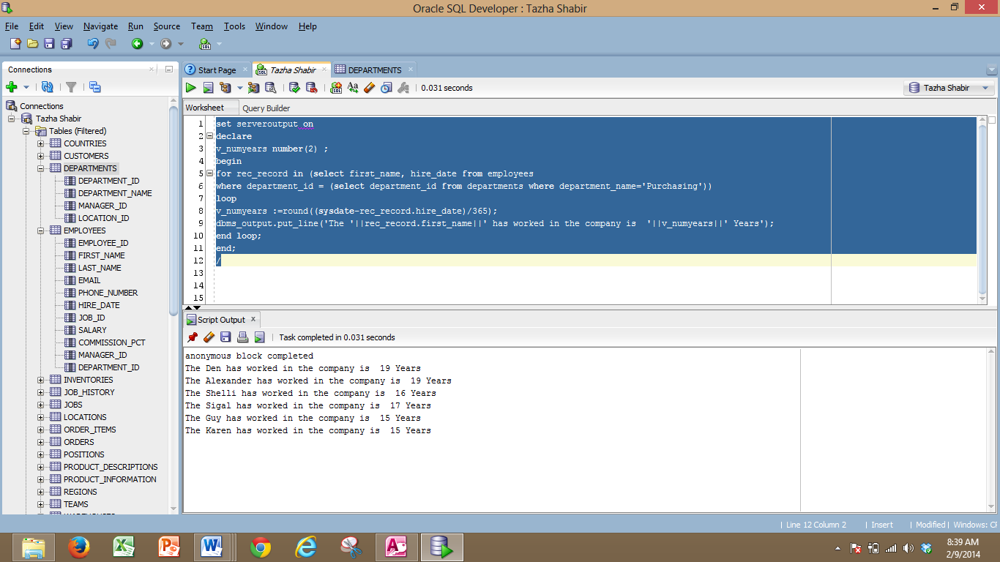 Oracle SQL Developer : Tazha Shabir
File Edit View Navigate Run Source Team Tools Window Help
Connections
Connections
Tazha Shabir
Tables (Filtered)
COUNTRIES
CUSTOMERS
DEPARTMENTS
DEPARTMENT_ID
DEPARTMENT_NAME
MANAGER_ID
LOCATION_ID
EMPLOYEES
EMPLOYEE_ID
FIRST_NAME
LAST_NAME
EMAIL
PHONE_NUMBER
HIRE_DATE
JOB_ID
SALARY
COMMISSION_PCT
MANAGER_ID
DEPARTMENT_ID
INVENTORIES
JOB_HISTORY
JOBS
LOCATIONS
ORDER_ITEMS
ORDERS
POSITIONS
PRODUCT_DESCRIPTIONS
PRODUCT_INFORMATION
REGIONS
TEAMS
Start Page Tazha Shabir DEPARTMENTS
0.031 seconds Tazha Shabir
Worksheet Query Builder
1 set serveroutput on
2 declare
3 v_numyears number(2) ;
4 begin
5 for rec_record in (select first_name, hire_date from employees
6 where department_id = (select department_id from departments where department_name='Purchasing'))
7 loop
8 v_numyears :=round((sysdate-rec_record.hire_date)/365);
9 dbms_output.put_line('The '||rec_record.first_name||' has worked in the company is  '||v_numyears||' Years');
10 end loop;
11 end;
12 /
13
14
15
Script Output
Task completed in 0.031 seconds
anonymous block completed
The Den has worked in the company is  19 Years
The Alexander has worked in the company is  19 Years
The Shelli has worked in the company is  16 Years
The Sigal has worked in the company is  17 Years
The Guy has worked in the company is  15 Years
The Karen has worked in the company is  15 Years
| Line 12 Column 2 | Insert | Modified | Windows:
8:39 AM
2/9/2014